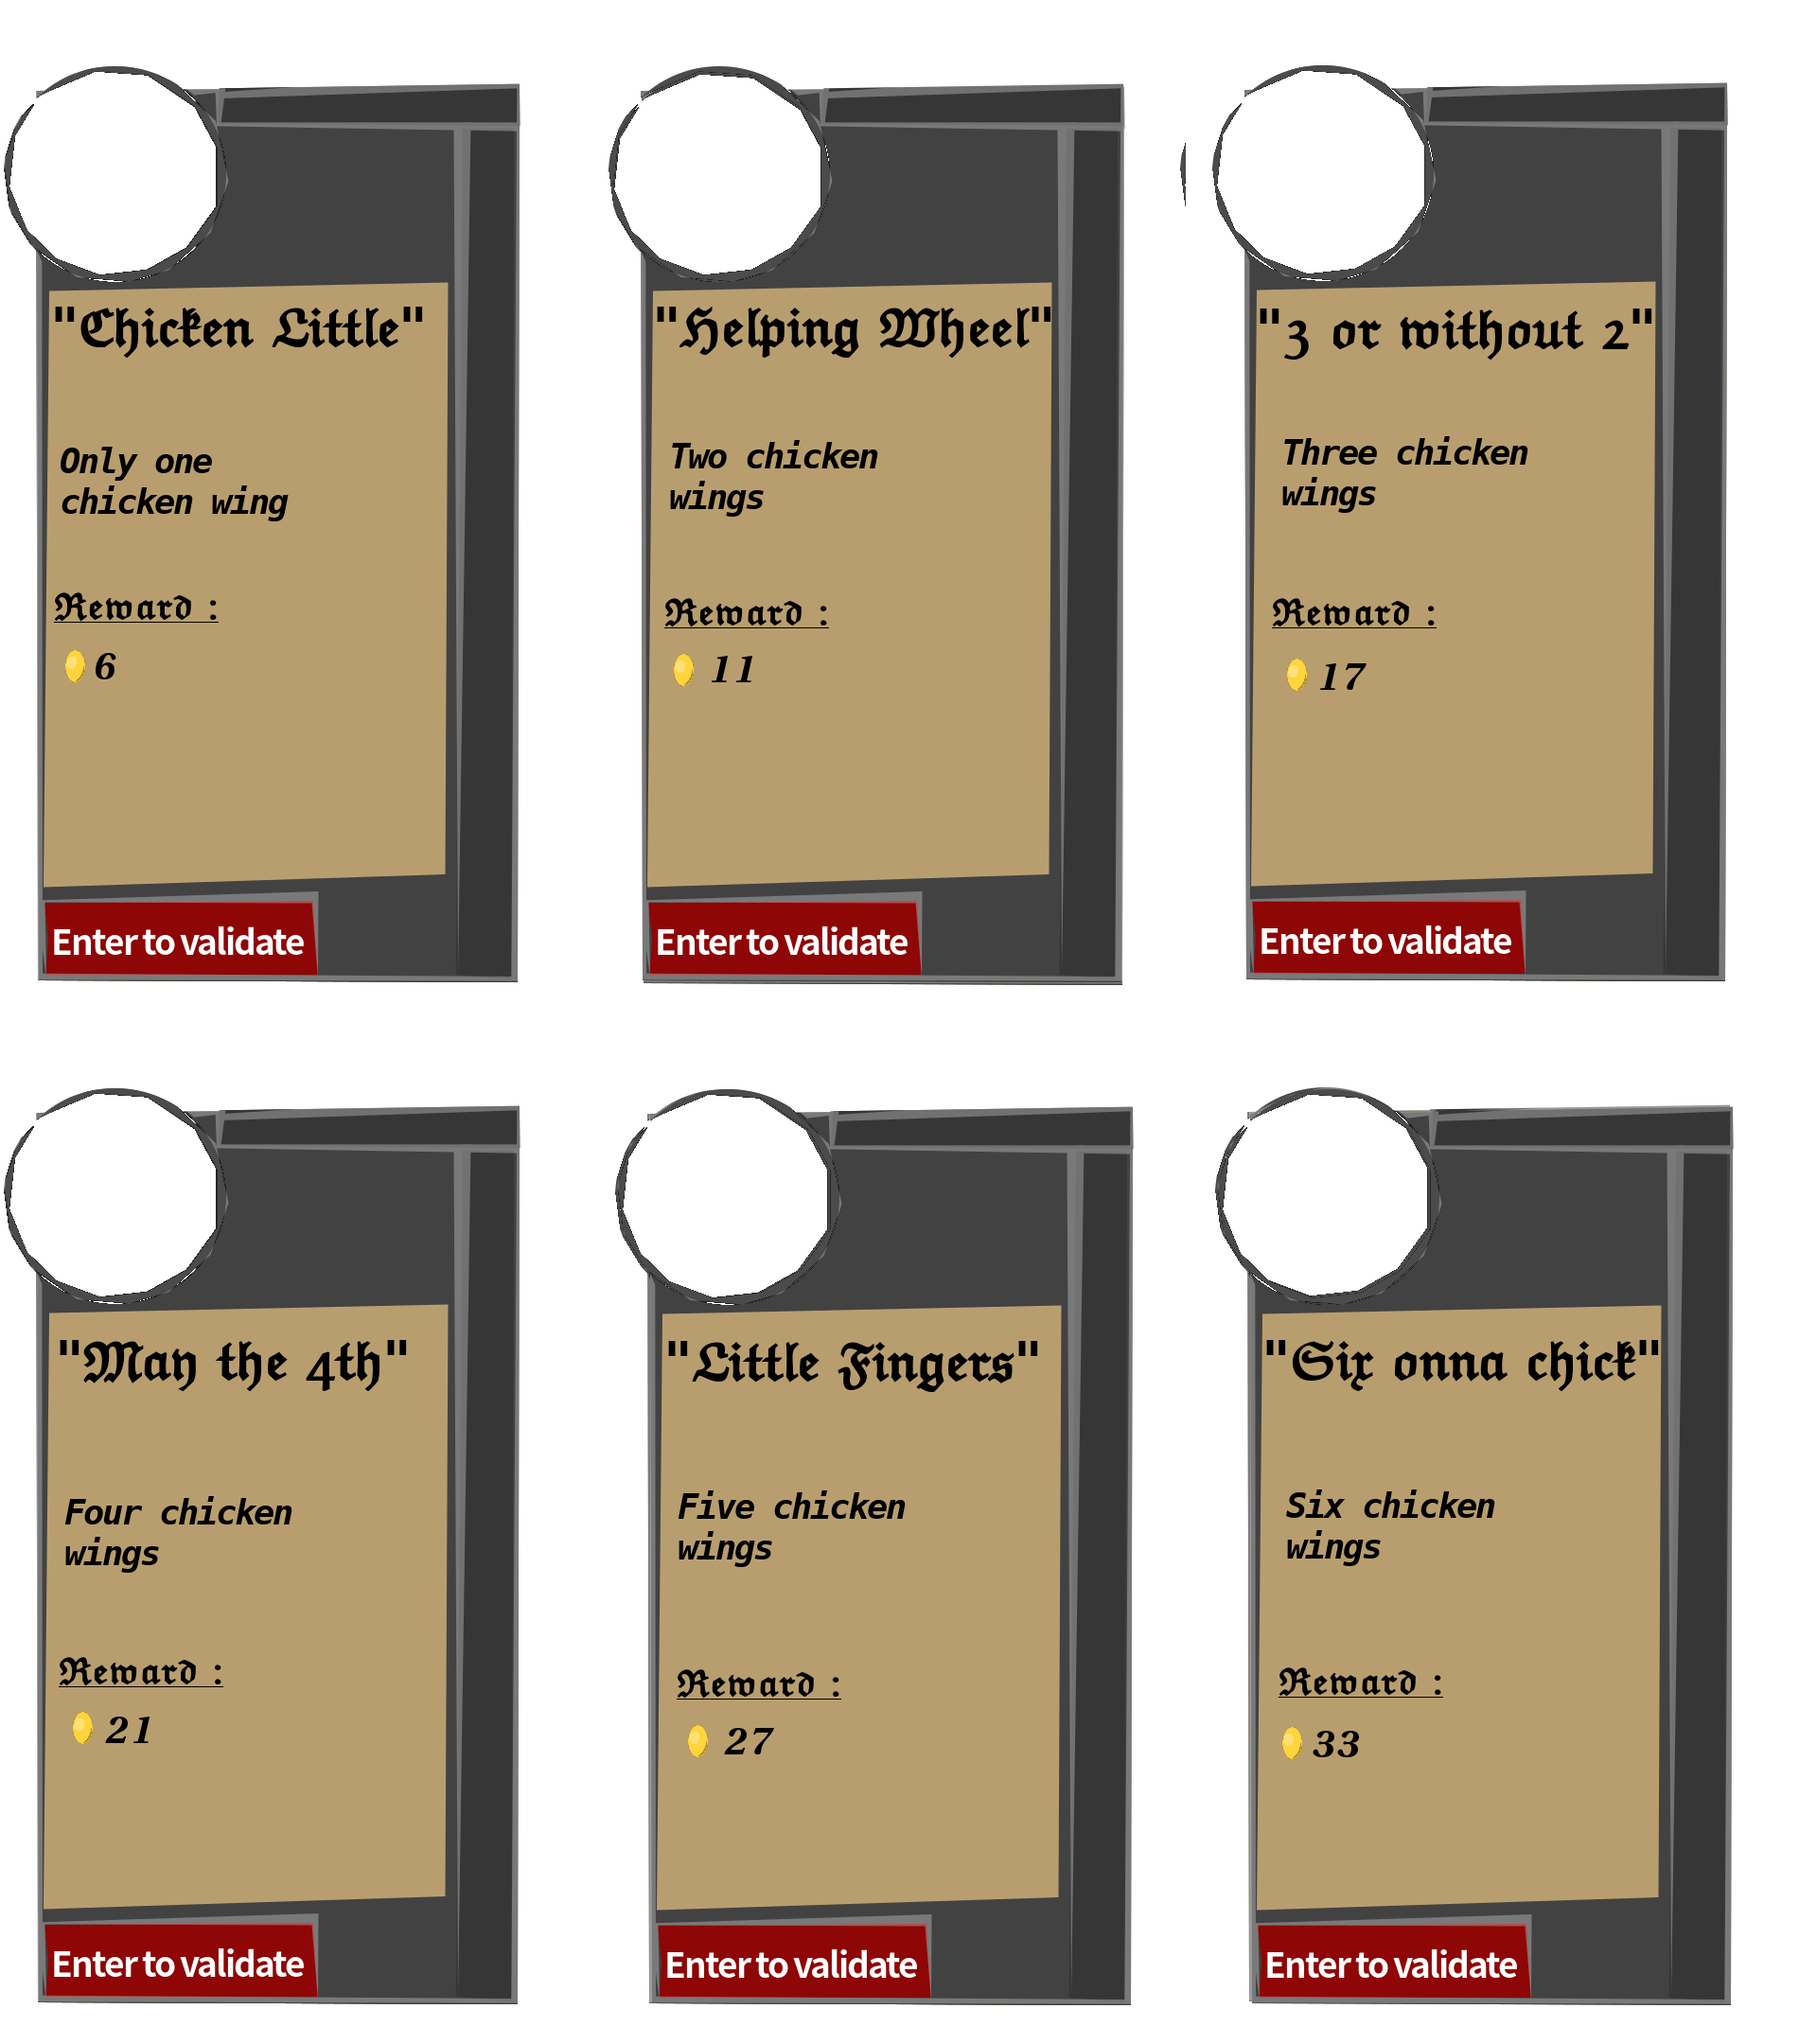 "Chicken Little"
Only one
chicken wing
Reward :
6
Enter to validate
"Helping Wheel"
Two chicken
wings
Reward :
11
Enter to validate
"3 or without 2"
Three chicken
wings
Reward :
17
Enter to validate
"May the 4th"
Four chicken
wings
Reward :
21
Enter to validate
"Little Fingers"
Five chicken
wings
Reward :
27
Enter to validate
"Six onna chick"
Six chicken
wings
Reward :
33
Enter to validate